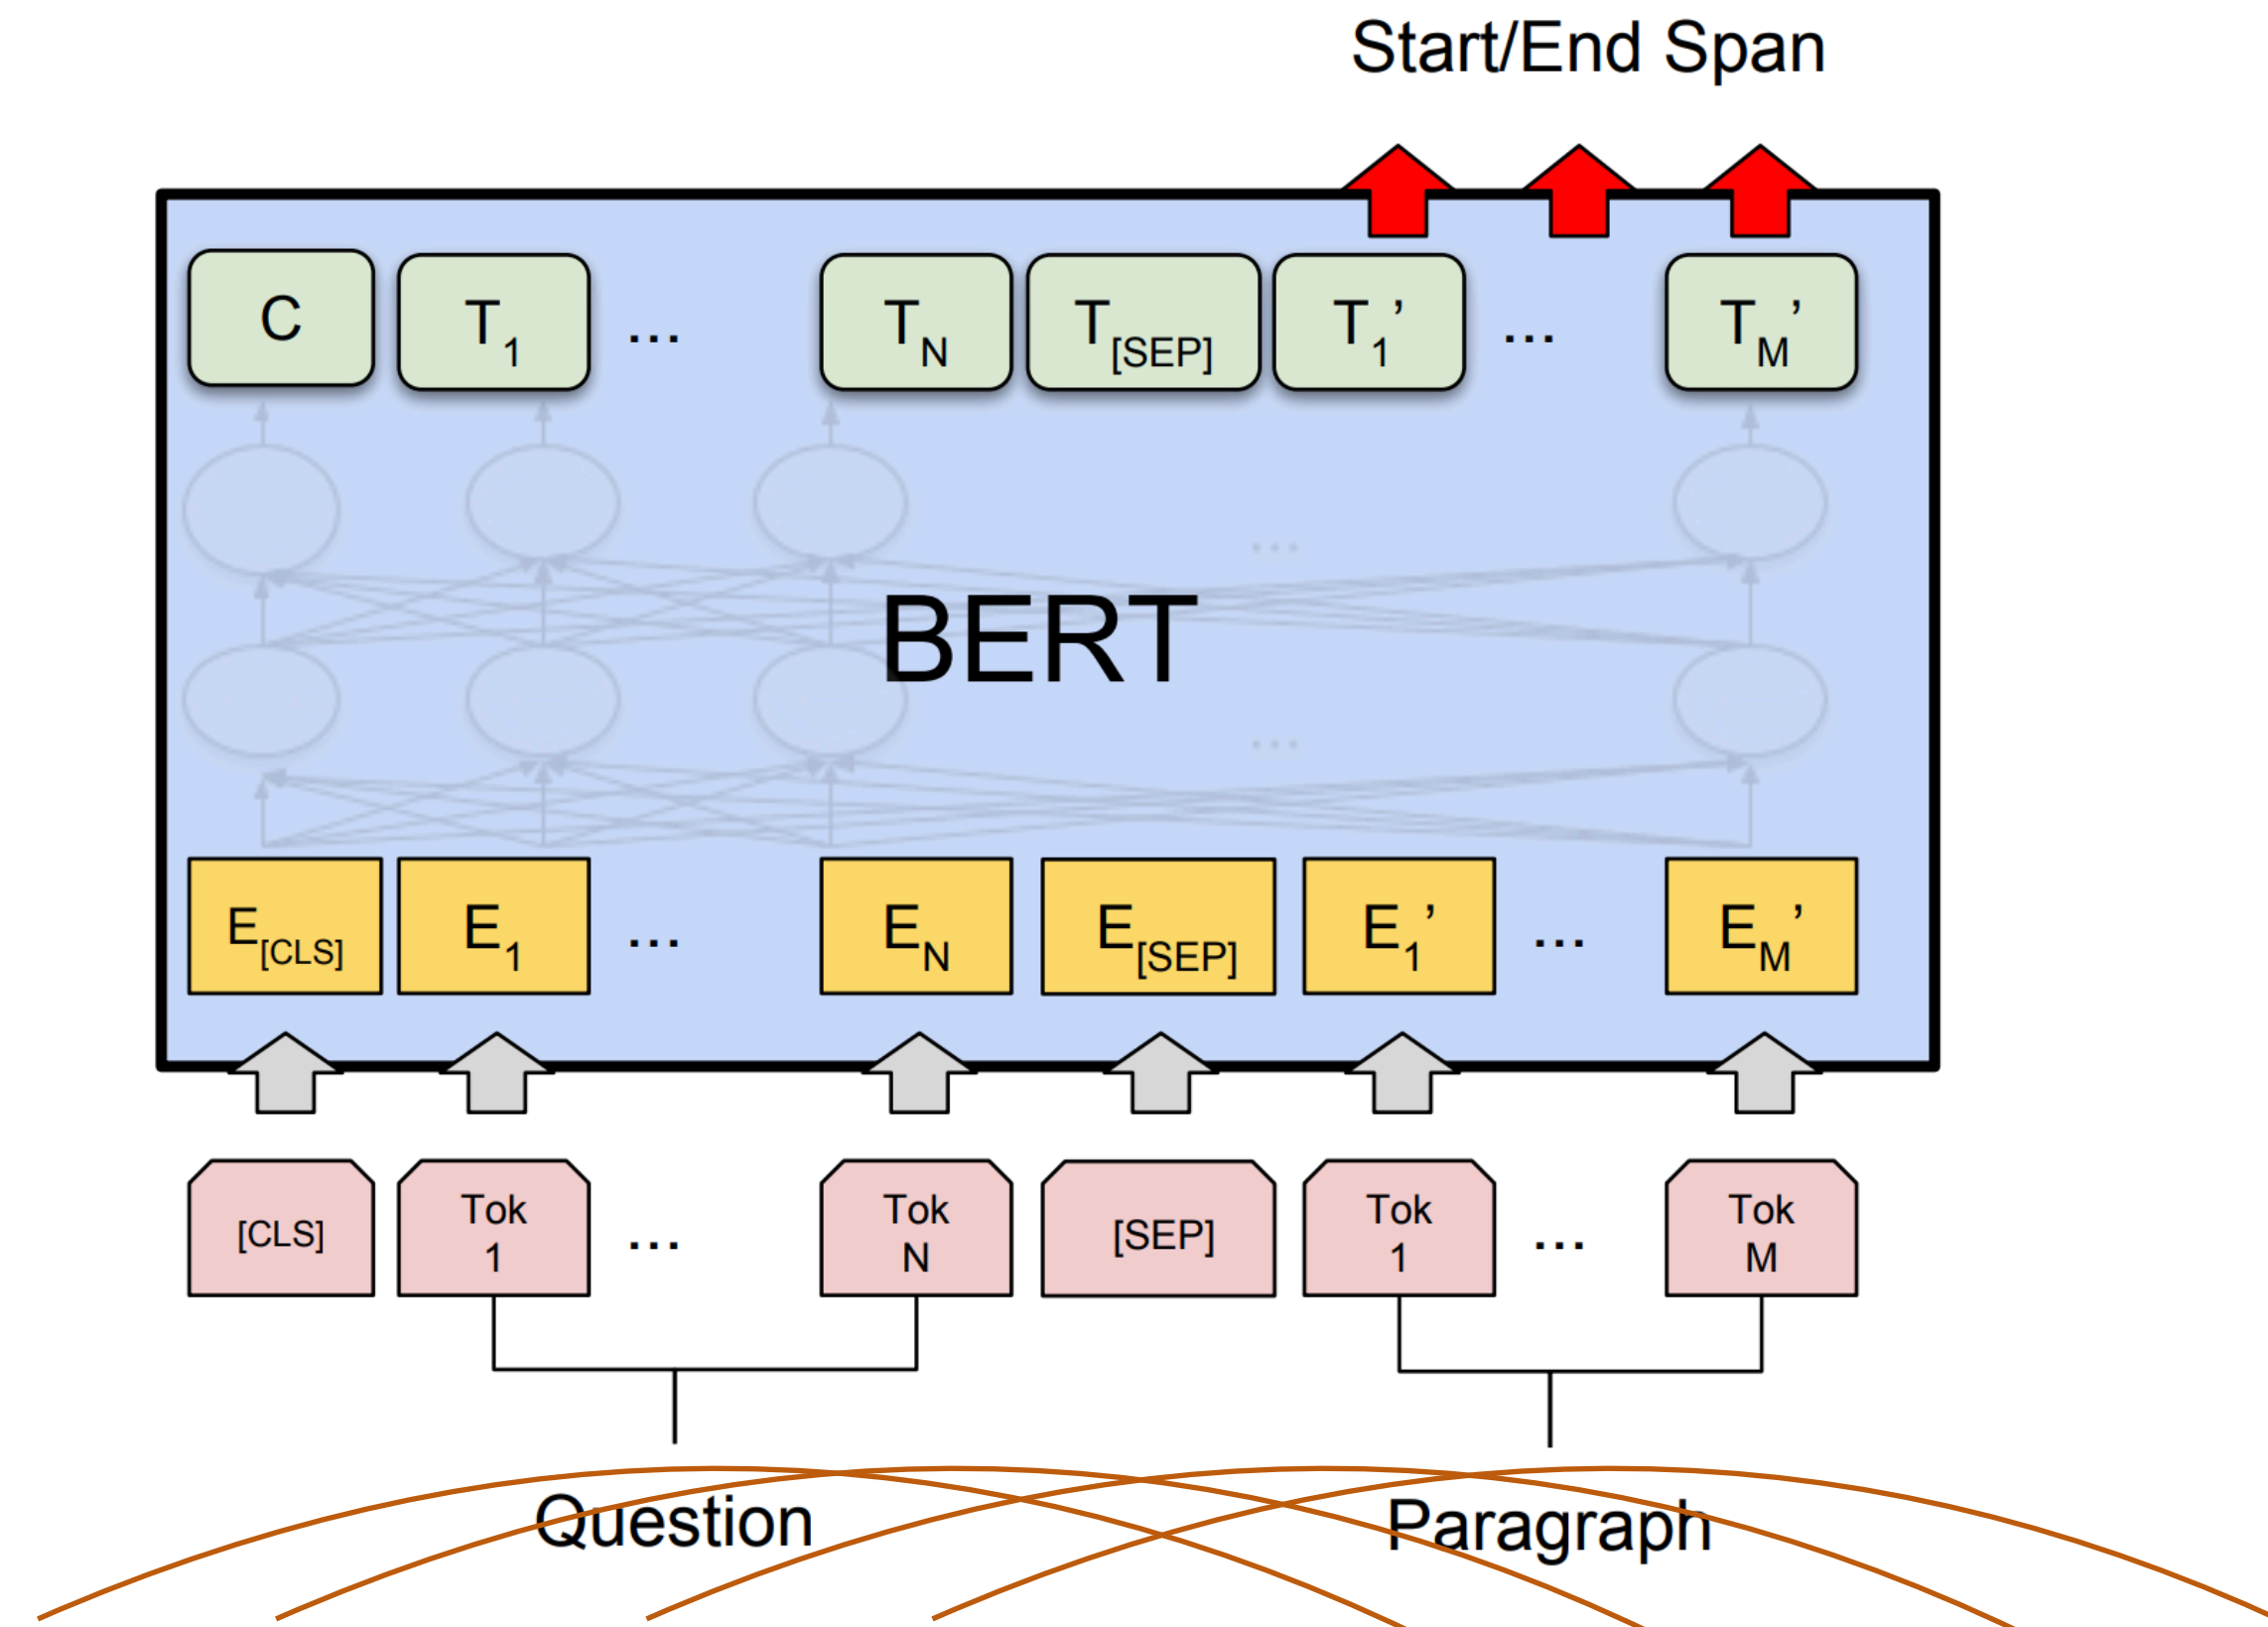 Start/End Span
C T1 ... TN T[SEP] T1’ ... TM’
...
BERT
...
E[CLS] E1 ... EN E[SEP] E1’ ... EM’
[CLS] Tok 1 ... Tok N [SEP] Tok 1 ... Tok M
Question Paragraph